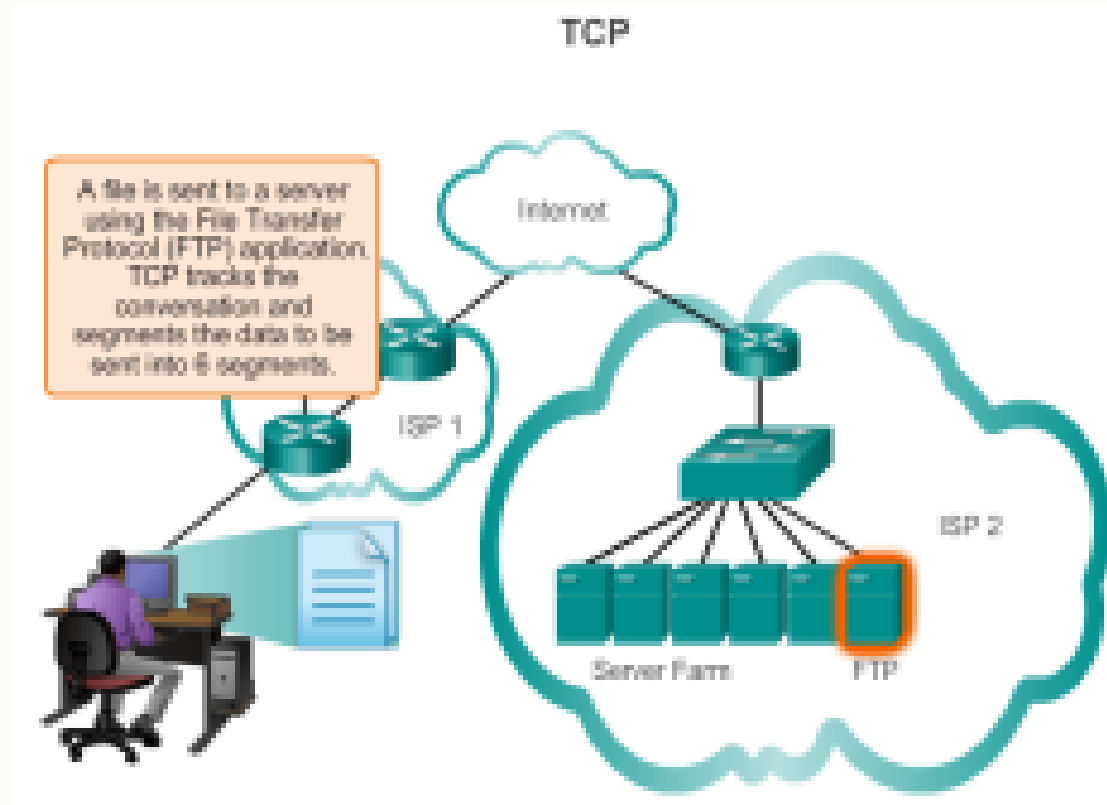 TCP
A file is sent to a server
using the File Transfer
Protocol (FTP) application.
TCP tracks the
conversation and
segments the data to be
sent into 6 segments.
Internet
ISP 1
ISP 2
Server Farm
FTP